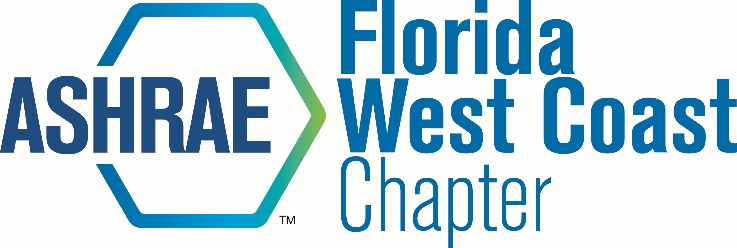 ASHRAE
™
Florida
West Coast
Chapter